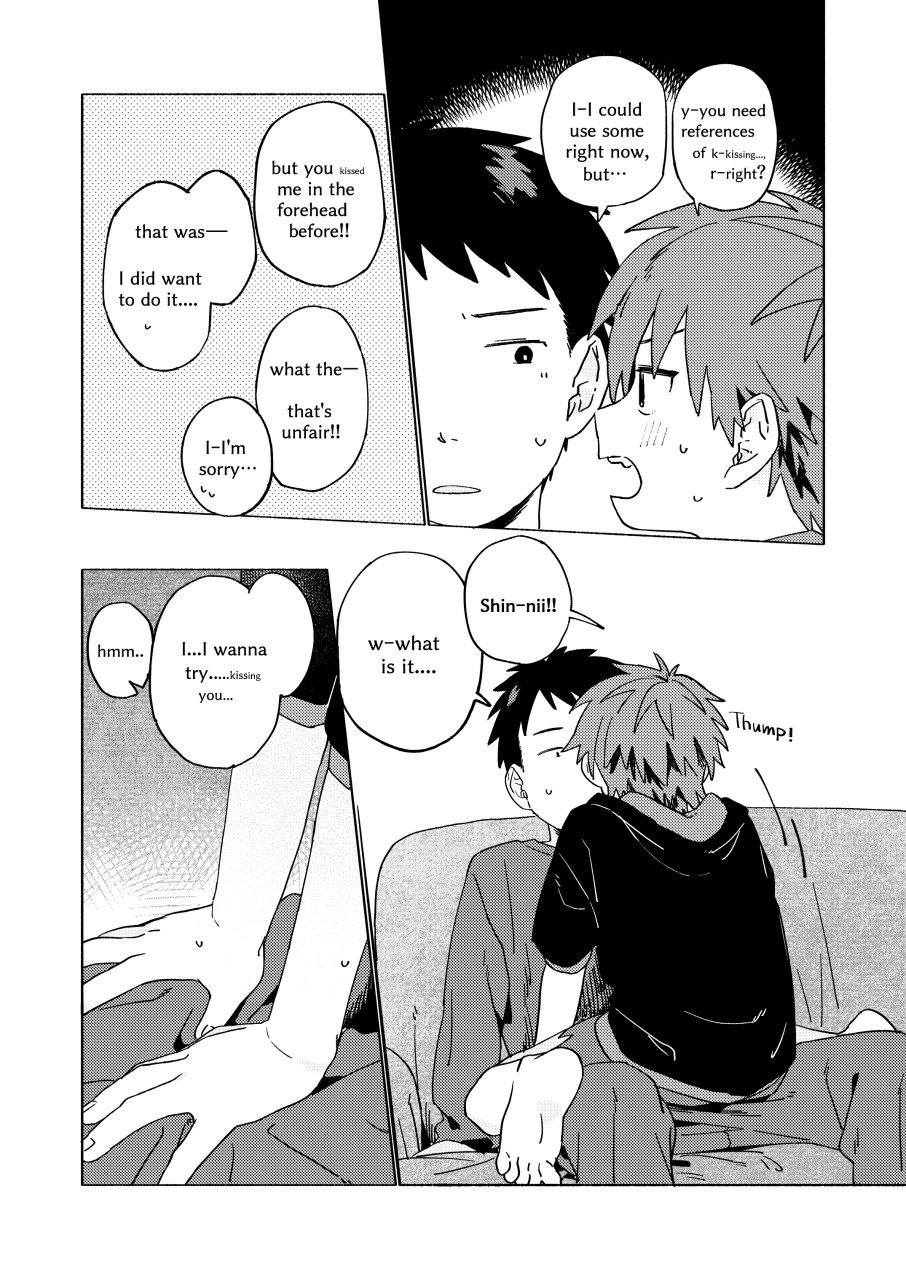 y-you need
references
of k-kissing...,
r-right?
I-I could
use some
right now,
but…
but you kissed
me in the
forehead
before!!
that was—
I did want
to do it....
what the—
that's
unfair!!
I-I'm
sorry…
Shin-nii!!
w-what
is it....
Thump!
I...I wanna
try.....kissing
you...
hmm..